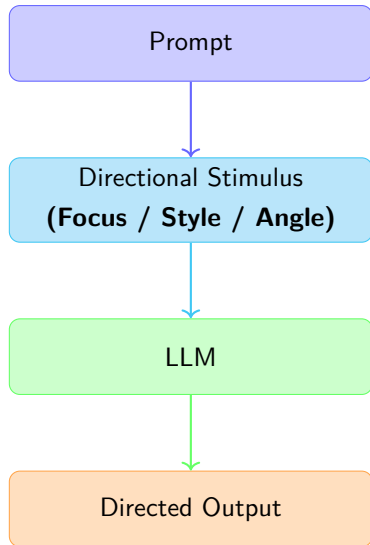 Prompt
Directional Stimulus
(Focus / Style / Angle)
LLM
Directed Output